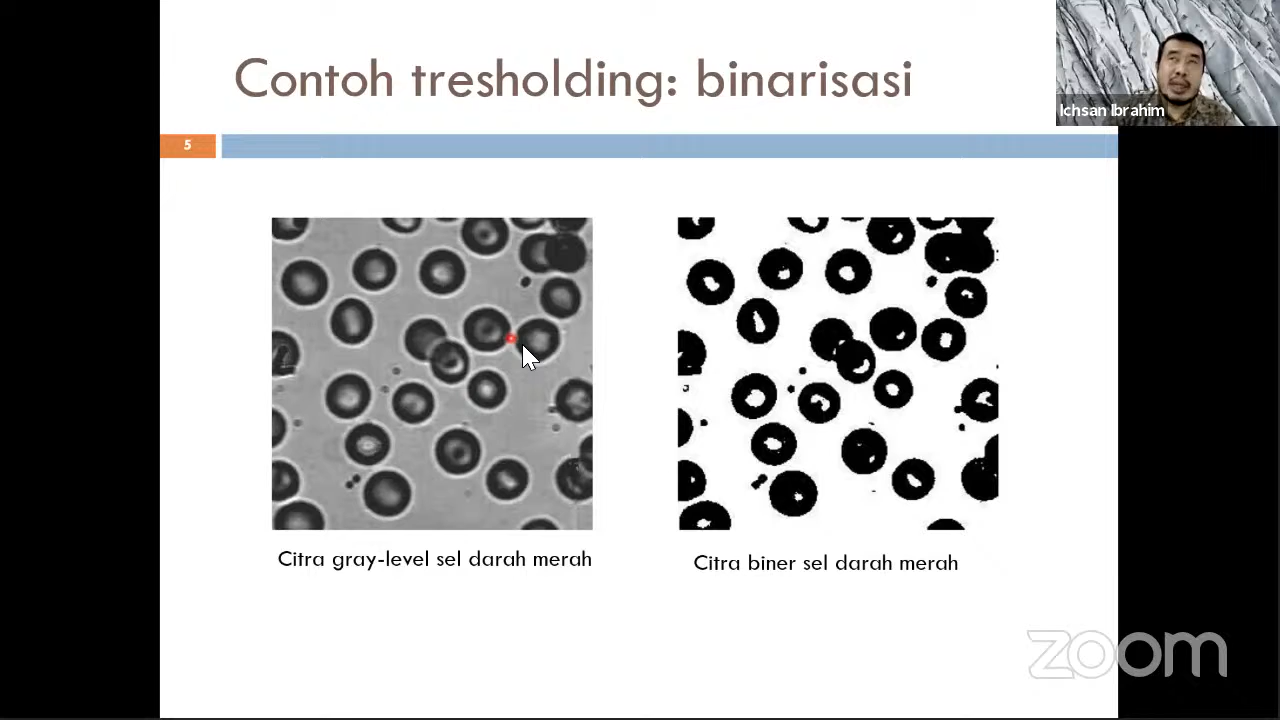 Contoh tresholding: binarisasi
Ichsan Ibrahim
5
Citra gray-level sel darah merah
Citra biner sel darah merah
zoom